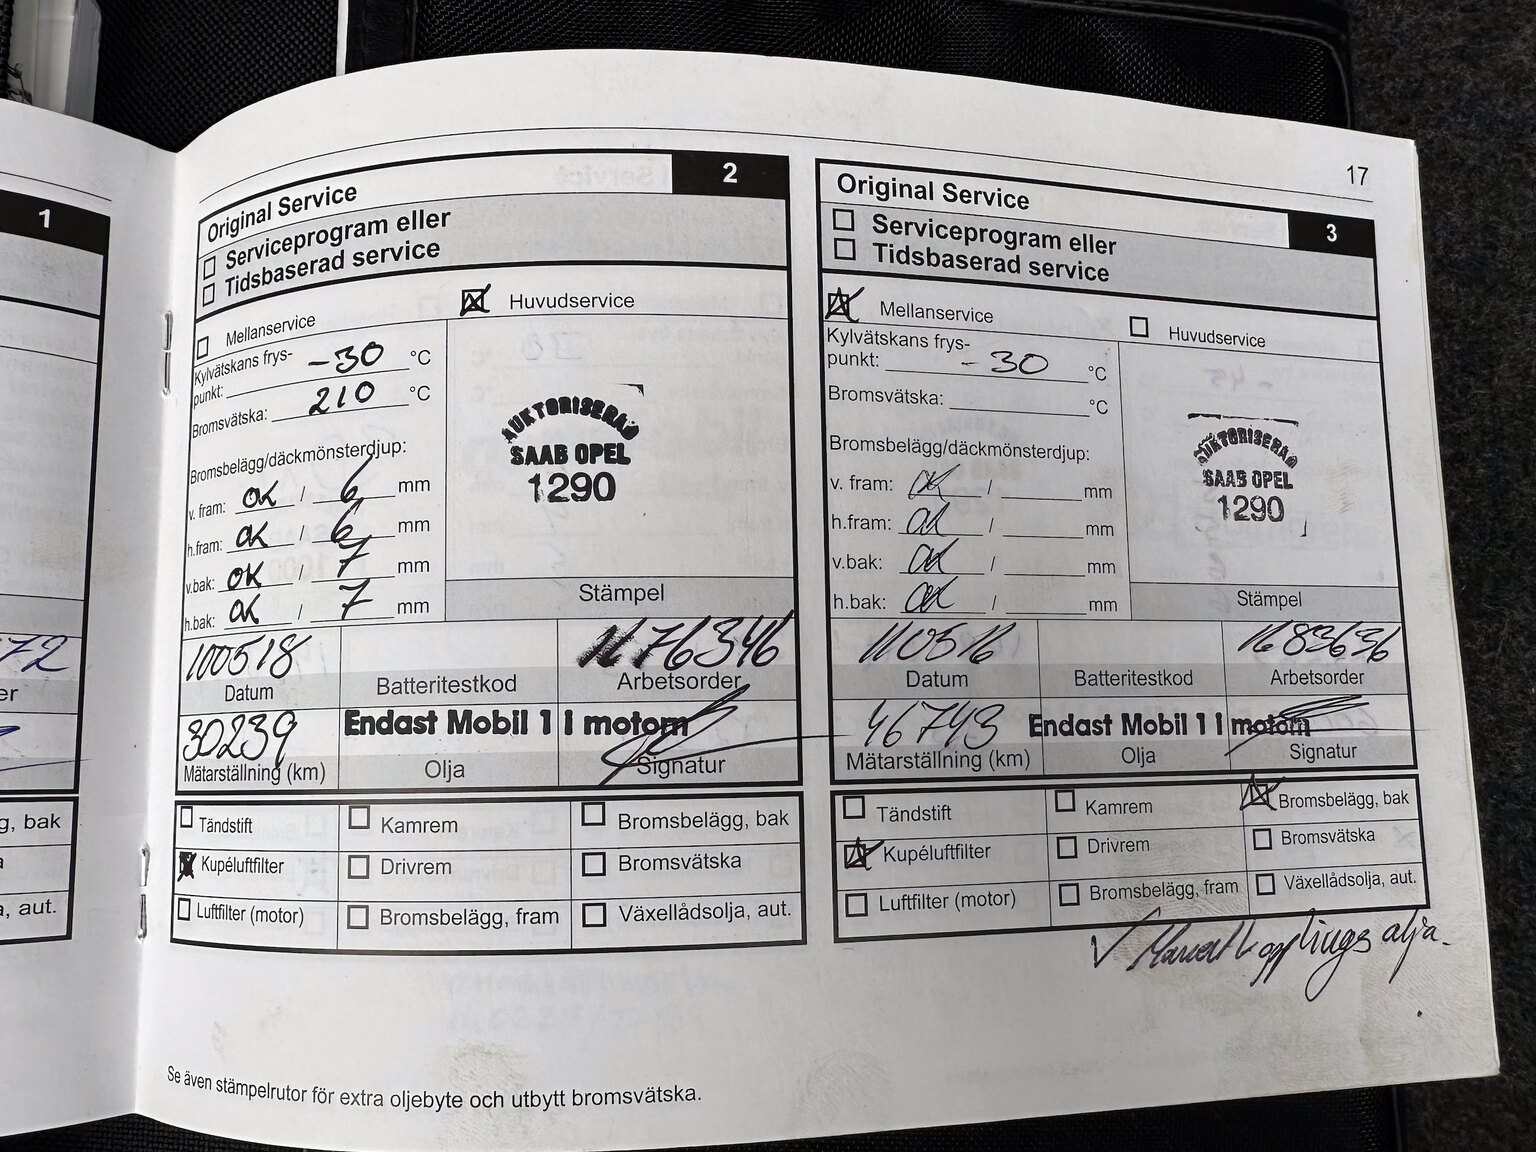 1
72
er
g, bak
a, aut.
Original Service
2
Serviceprogram eller
Tidsbaserad service
Mellanservice
Huvudservice
Kylvätskans frys-
punkt: -30 °C
Bromsvätska: 210 °C
Bromsbelägg/däckmönsterdjup:
v. fram: OK / 6 mm
h.fram: OK / 6 mm
v.bak: OK / 7 mm
h.bak: OK / 7 mm
AUKTORISERAD
SAAB OPEL
1290
Stämpel
100518
1176346
Datum
Batteritestkod
Arbetsorder
30239
Endast Mobil 1 i motorn
Mätarställning (km)
Olja
Signatur
Tändstift
Kamrem
Bromsbelägg, bak
Kupéluftfilter
Drivrem
Bromsvätska
Luftfilter (motor)
Bromsbelägg, fram
Växellådsolja, aut.
Se även stämpelrutor för extra oljebyte och utbytt bromsvätska.
17
Original Service
3
Serviceprogram eller
Tidsbaserad service
Mellanservice
Huvudservice
Kylvätskans frys-
punkt: -30 °C
Bromsvätska: °C
Bromsbelägg/däckmönsterdjup:
v. fram: OK / mm
h.fram: OK / mm
v.bak: OK / mm
h.bak: OK / mm
AUKTORISERAD
SAAB OPEL
1290
Stämpel
110516
1183636
Datum
Batteritestkod
Arbetsorder
46743
Endast Mobil 1 i motorn
Mätarställning (km)
Olja
Signatur
Tändstift
Kamrem
Bromsbelägg, bak
Kupéluftfilter
Drivrem
Bromsvätska
Luftfilter (motor)
Bromsbelägg, fram
Växellådsolja, aut.
kopplings olja.